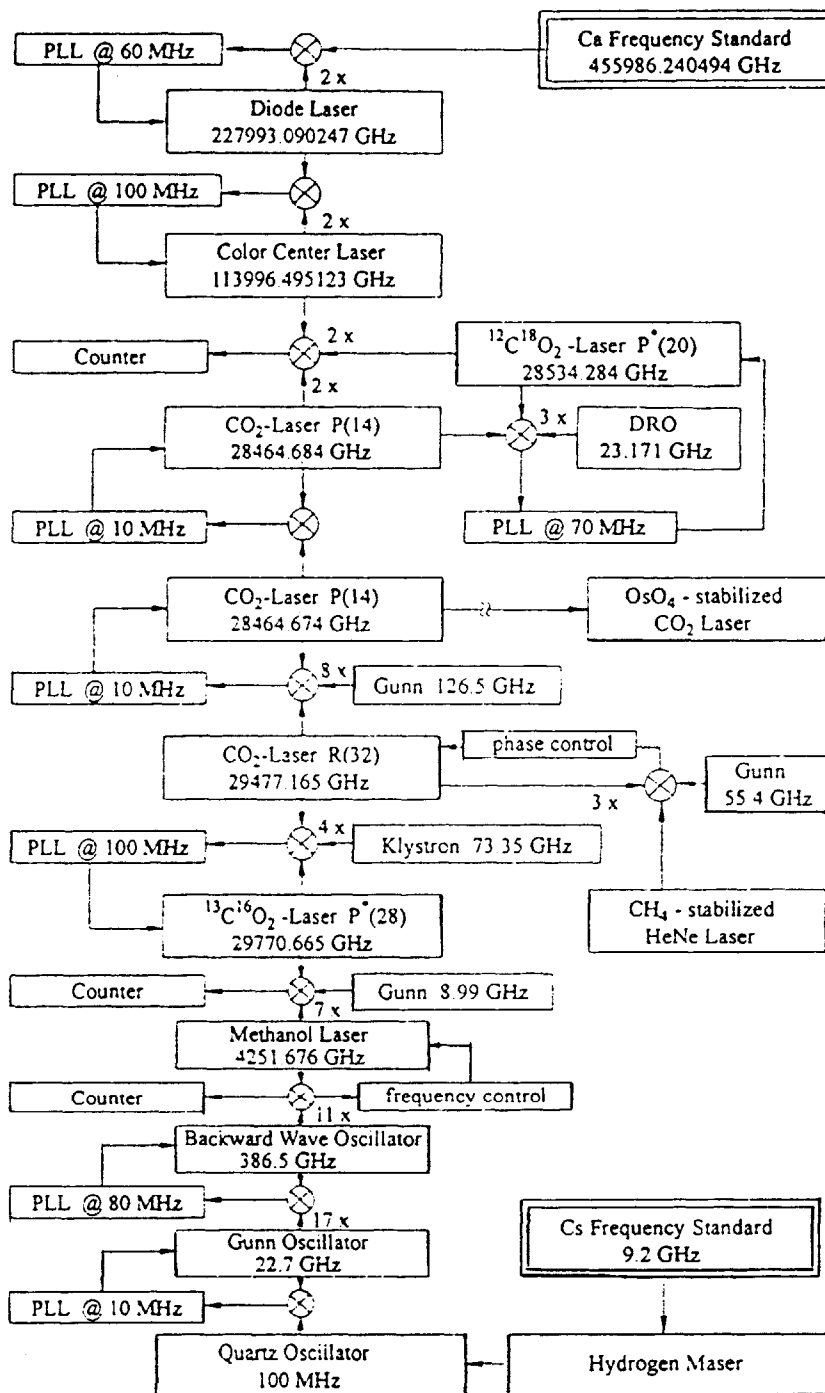 PLL @ 60 MHz
Ca Frequency Standard
455986.240494 GHz
2 x
Diode Laser
227993.090247 GHz
PLL @ 100 MHz
2 x
Color Center Laser
113996.495123 GHz
2 x
Counter
2 x
¹²C¹⁸O₂ -Laser P*(20)
28534.284 GHz
CO₂-Laser P(14)
28464.684 GHz
3 x
DRO
23.171 GHz
PLL @ 10 MHz
PLL @ 70 MHz
CO₂-Laser P(14)
28464.674 GHz
OsO₄ - stabilized
CO₂ Laser
8 x
PLL @ 10 MHz
Gunn 126.5 GHz
CO₂-Laser R(32)
29477.165 GHz
phase control
3 x
Gunn
55.4 GHz
4 x
PLL @ 100 MHz
Klystron 73.35 GHz
¹³C¹⁶O₂ -Laser P*(28)
29770.665 GHz
CH₄ - stabilized
HeNe Laser
Counter
Gunn 8.99 GHz
7 x
Methanol Laser
4251.676 GHz
Counter
frequency control
11 x
Backward Wave Oscillator
386.5 GHz
PLL @ 80 MHz
17 x
Gunn Oscillator
22.7 GHz
Cs Frequency Standard
9.2 GHz
PLL @ 10 MHz
Quartz Oscillator
100 MHz
Hydrogen Maser